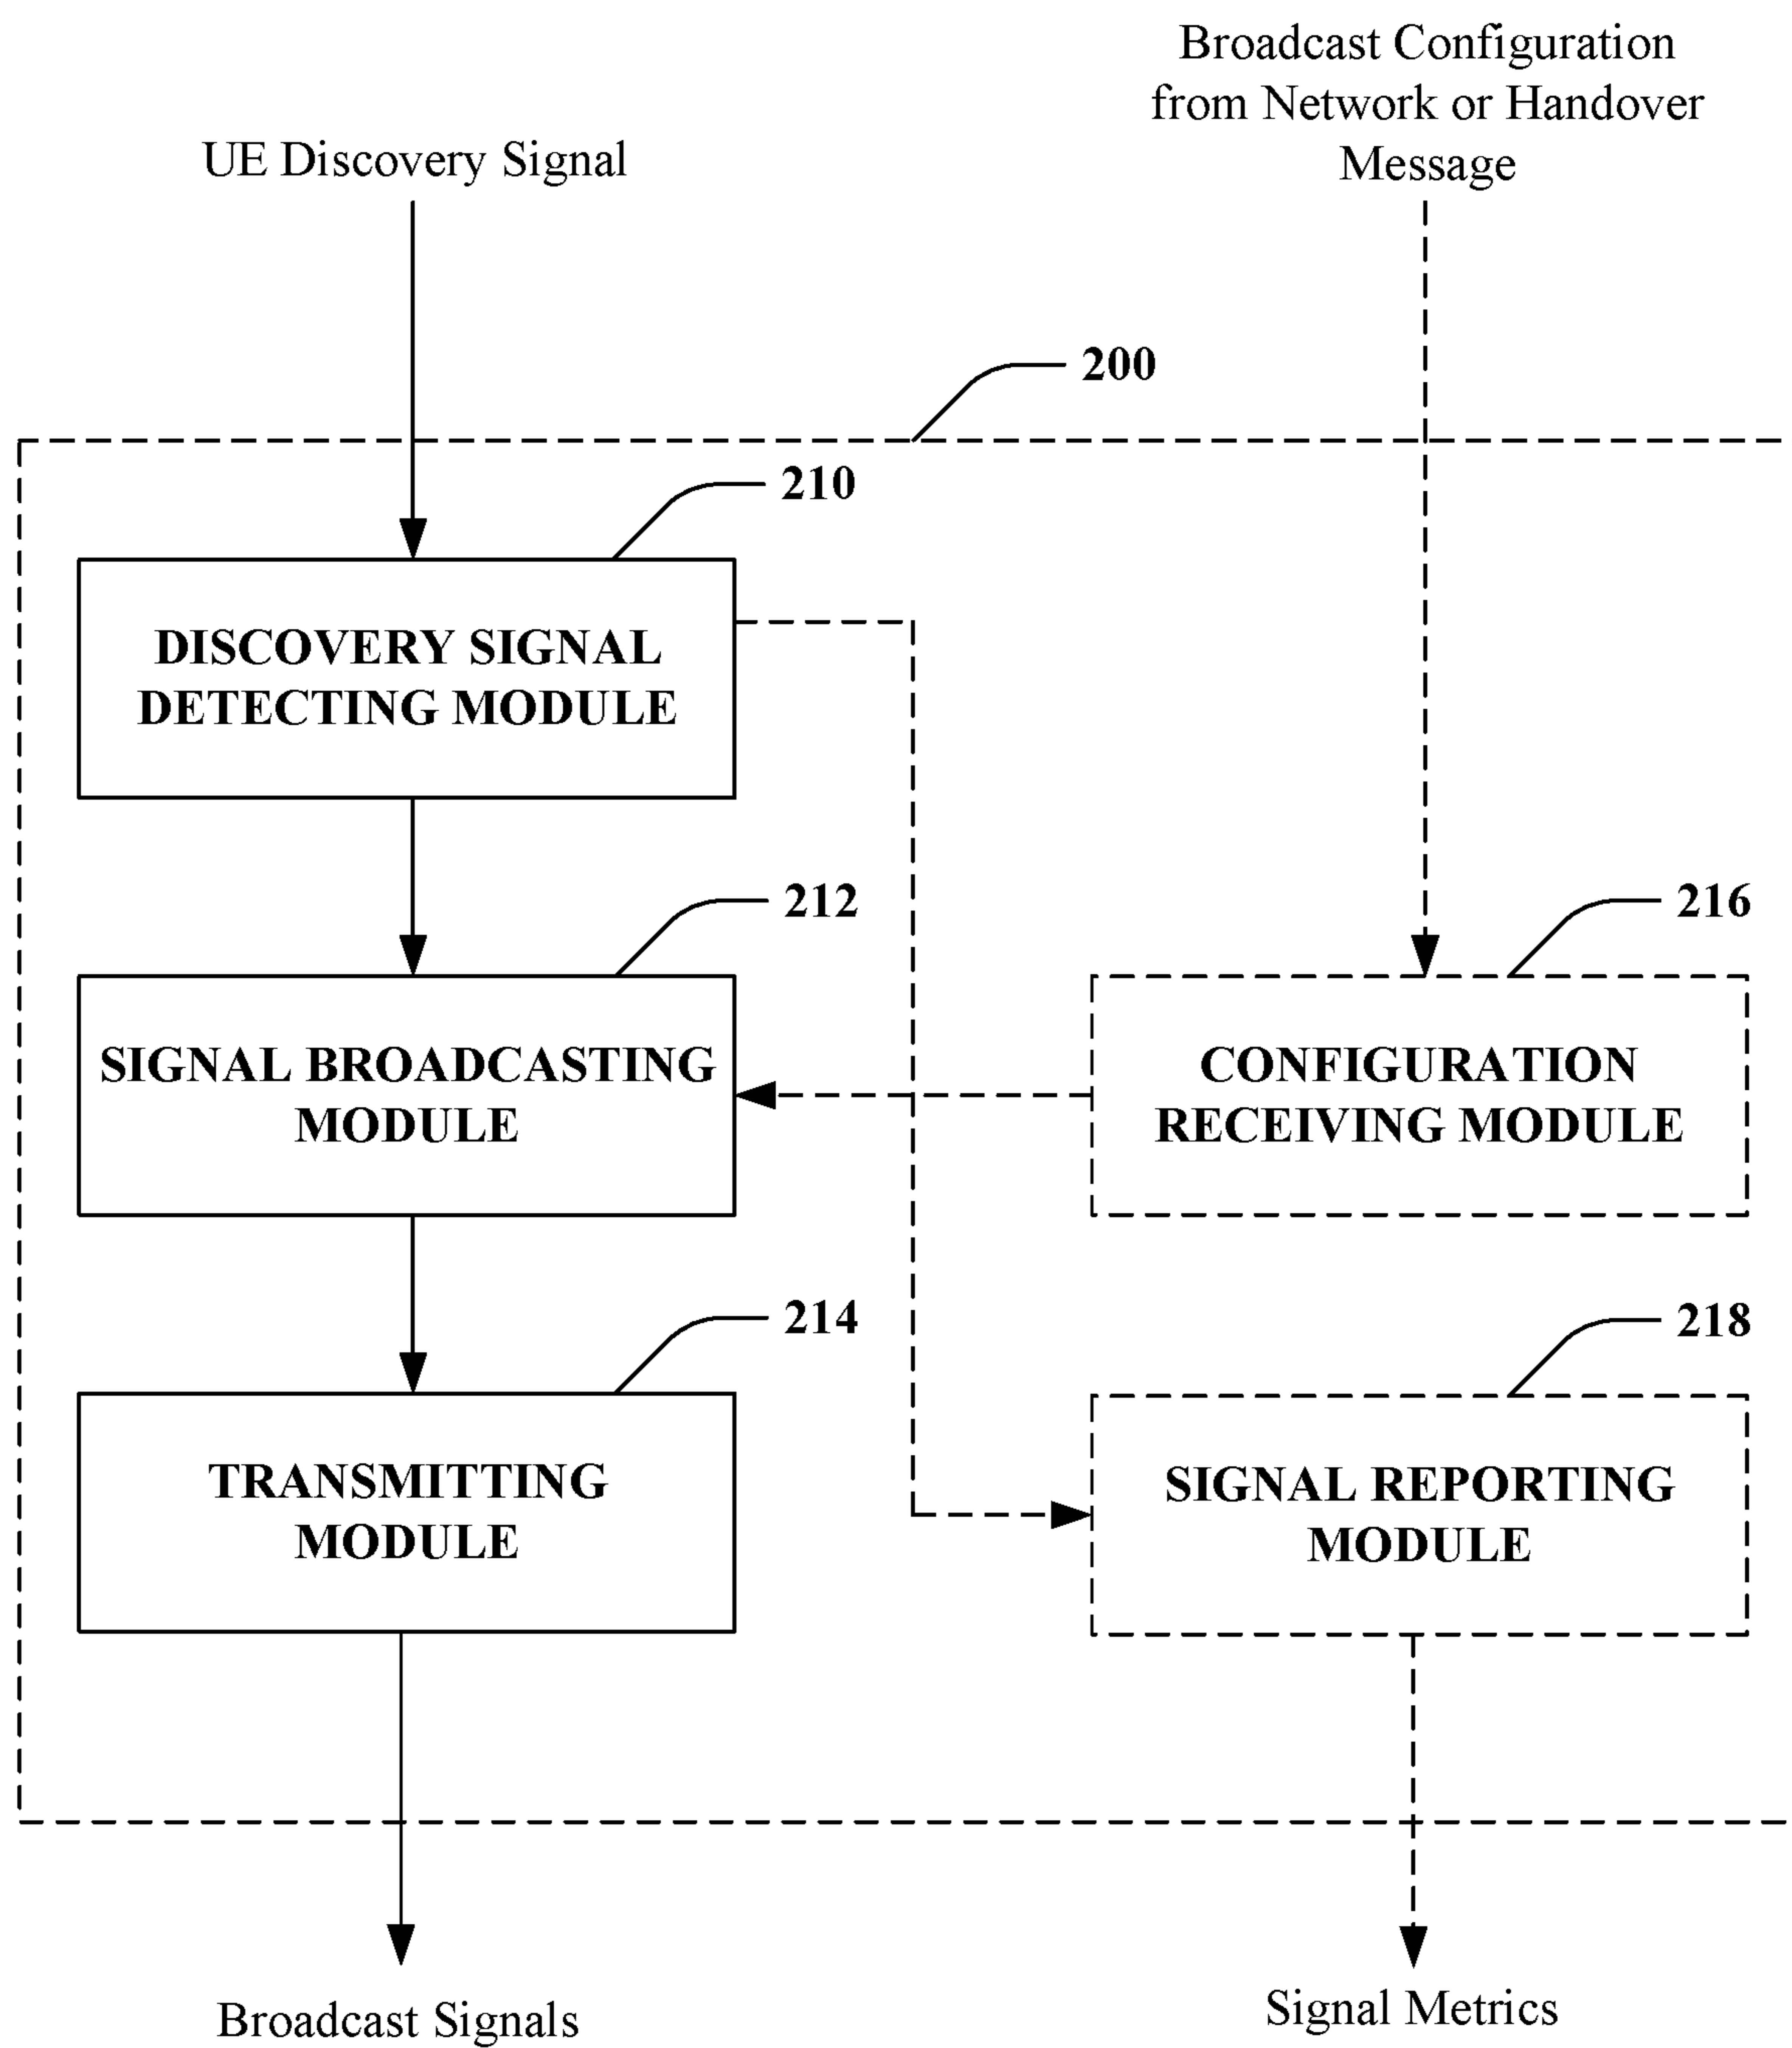 Broadcast Configuration
from Network or Handover
Message
UE Discovery Signal
200
210
DISCOVERY SIGNAL
DETECTING MODULE
212
216
SIGNAL BROADCASTING
MODULE
CONFIGURATION
RECEIVING MODULE
214
218
TRANSMITTING
MODULE
SIGNAL REPORTING
MODULE
Broadcast Signals
Signal Metrics